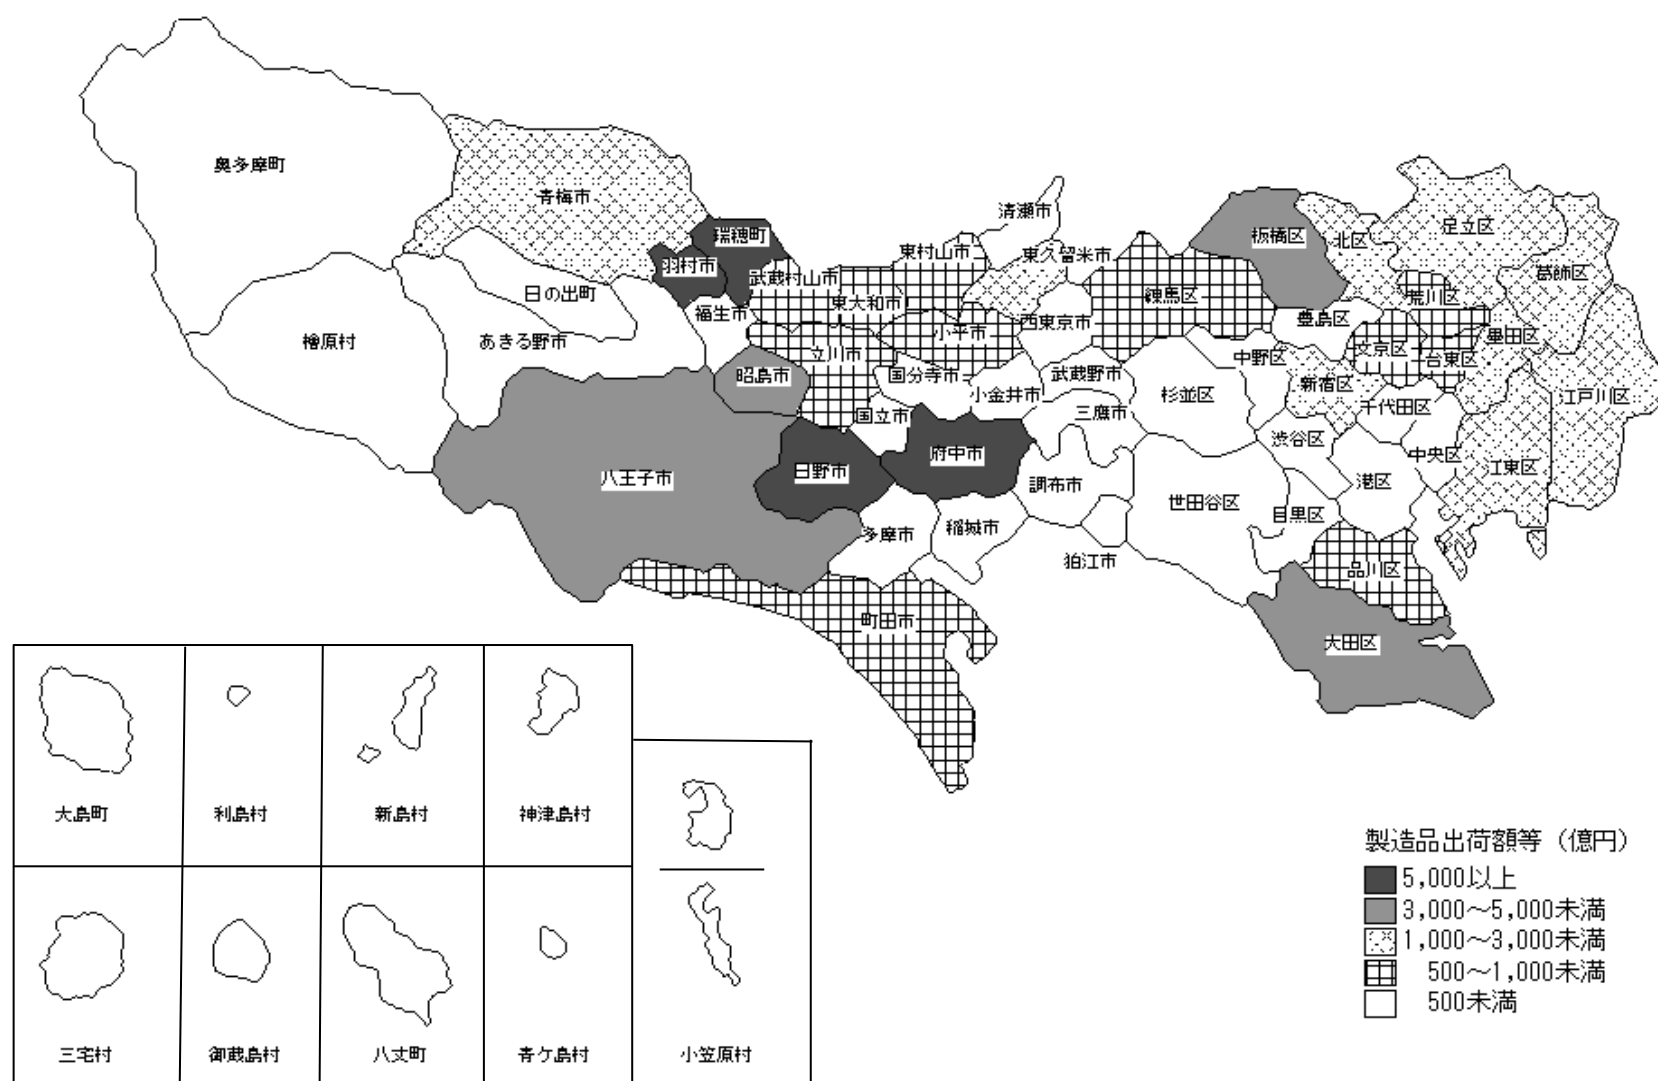 奥多摩町
青梅市
瑞穂町
羽村市
日の出町
檜原村
あきる野市
福生市
武蔵村山市
東大和市
東村山市
清瀬市
東久留米市
小平市
西東京市
立川市
昭島市
国分寺市
小金井市
武蔵野市
国立市
三鷹市
八王子市
日野市
府中市
調布市
多摩市
稲城市
狛江市
町田市
板橋区
北区
足立区
葛飾区
練馬区
荒川区
豊島区
文京区
台東区
墨田区
中野区
新宿区
杉並区
千代田区
江戸川区
渋谷区
中央区
江東区
港区
世田谷区
目黒区
品川区
大田区
大島町
利島村
新島村
神津島村
三宅村
御蔵島村
八丈町
青ケ島村
小笠原村
製造品出荷額等（億円）
5,000以上
3,000～5,000未満
1,000～3,000未満
500～1,000未満
500未満